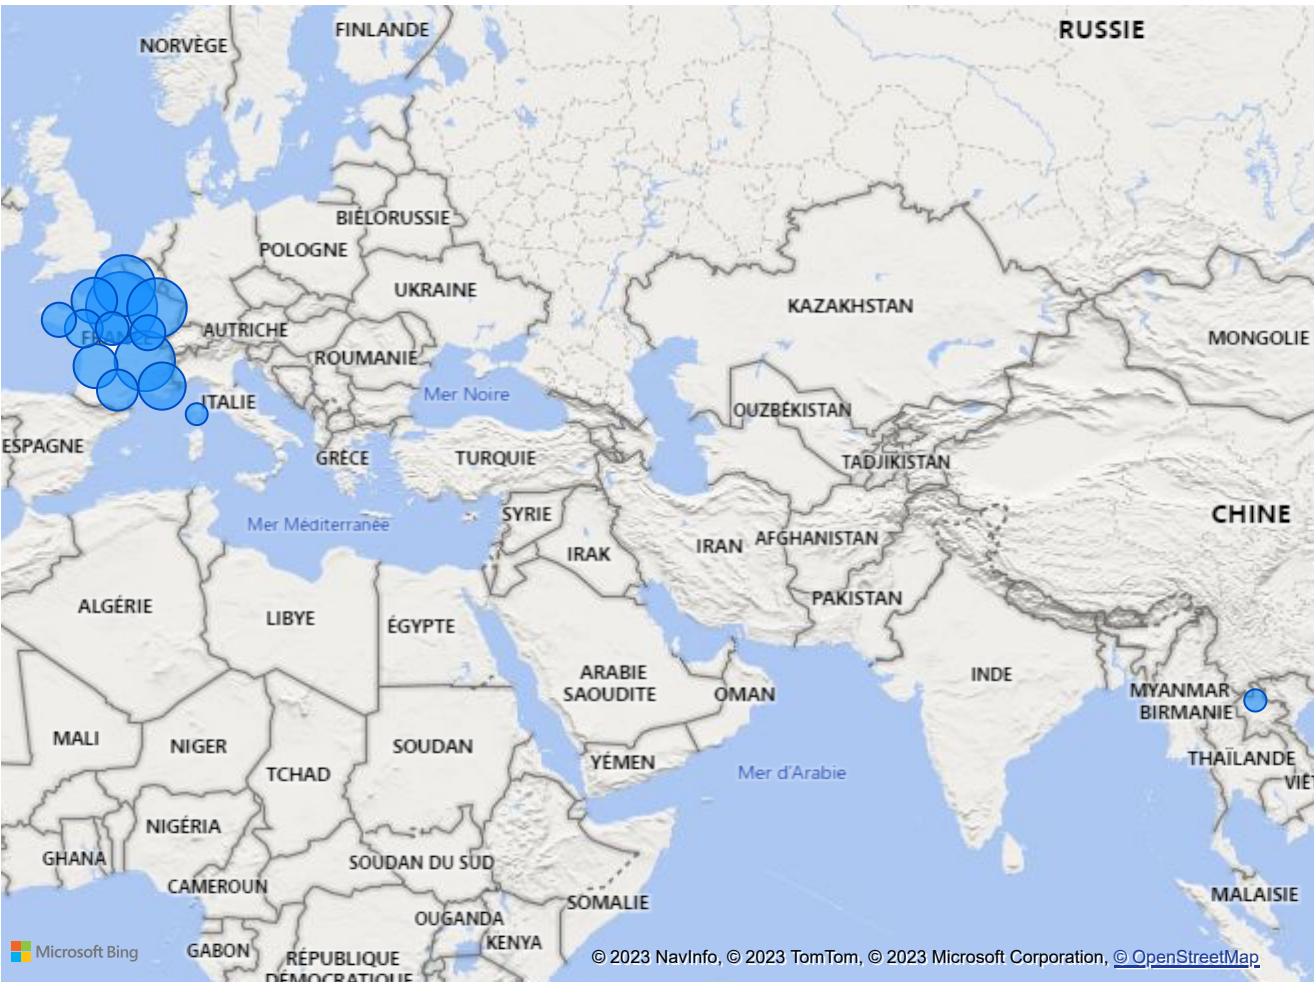 RUSSIE
FINLANDE
NORVÈGE
BIÉLORUSSIE
POLOGNE
UKRAINE
KAZAKHSTAN
AUTRICHE
FRANCE
MONGOLIE
ROUMANIE
Mer Noire
ITALIE
OUZBÉKISTAN
ESPAGNE
GRÈCE
TURQUIE
TADJIKISTAN
SYRIE
CHINE
Mer Méditerranée
AFGHANISTAN
IRAN
IRAK
PAKISTAN
ALGÉRIE
LIBYE
ÉGYPTE
INDE
ARABIE
SAOUDITE
OMAN
MYANMAR
BIRMANIE
MALI
NIGER
SOUDAN
YÉMEN
THAÏLANDE
TCHAD
Mer d'Arabie
VIÊT
NIGÉRIA
GHANA
SOUDAN DU SUD
CAMEROUN
MALAISIE
SOMALIE
OUGANDA
KENYA
GABON
RÉPUBLIQUE
DÉMOCRATIQUE
Microsoft Bing
© 2023 NavInfo, © 2023 TomTom, © 2023 Microsoft Corporation, © OpenStreetMap